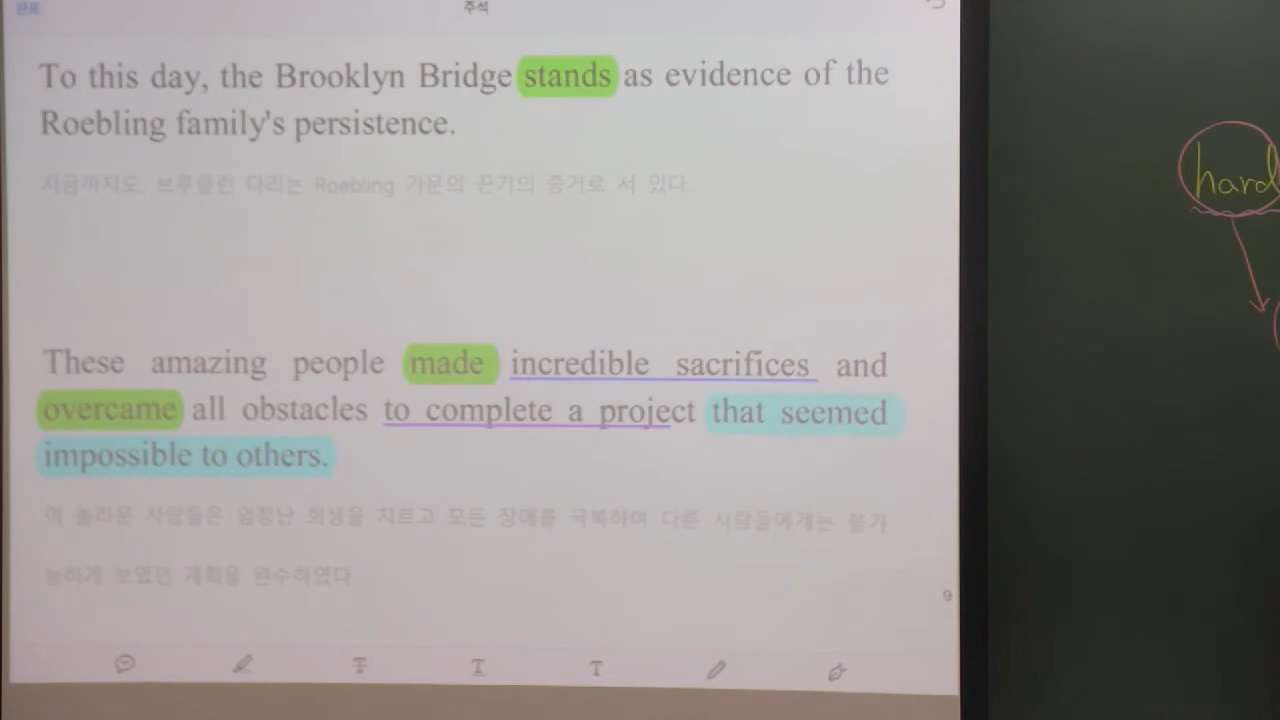 완료
주석
To this day, the Brooklyn Bridge stands as evidence of the
Roebling family's persistence.
지금까지도, 브루클린 다리는 Roebling 가문의 끈기의 증거로 서 있다
These amazing people made incredible sacrifices and
overcame all obstacles to complete a project that seemed
impossible to others.
이 놀라운 사람들은 엄청난 희생을 치르고 모든 장애를 극복하여 다른 사람들에게는 불가
능하게 보였던 계획을 완수하였다
9
T
T
T
hard